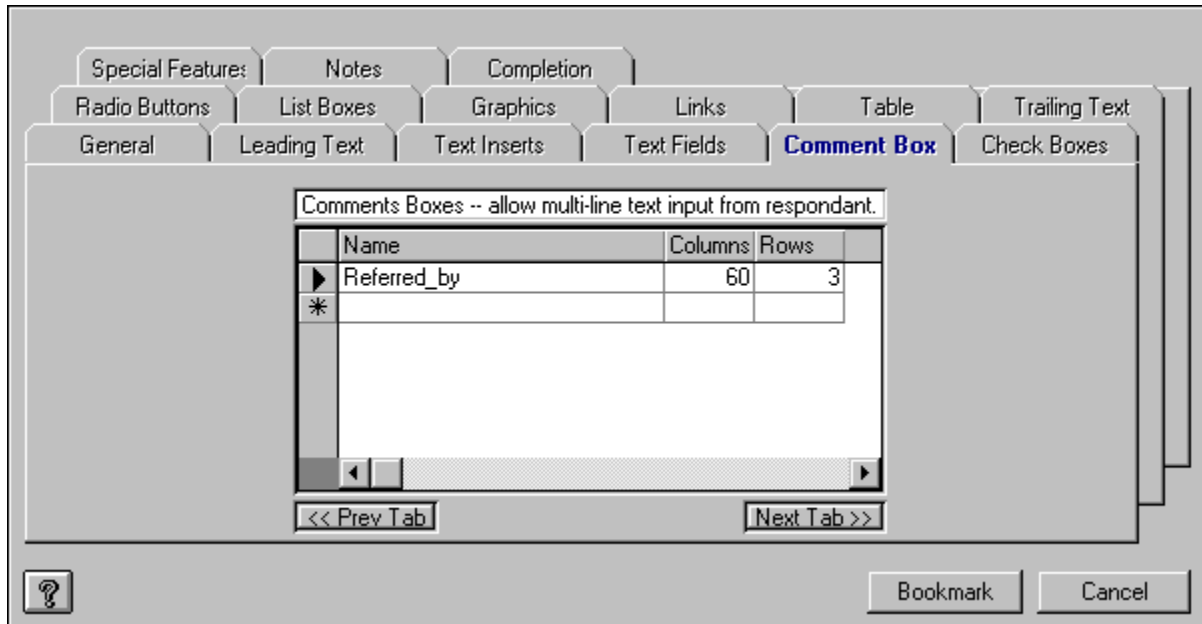 Special Features Notes Completion
Radio Buttons List Boxes Graphics Links Table Trailing Text
General Leading Text Text Inserts Text Fields Comment Box Check Boxes
Comments Boxes -- allow multi-line text input from respondant.
Name Columns Rows
Referred_by 60 3
<< Prev Tab Next Tab >>
? Bookmark Cancel